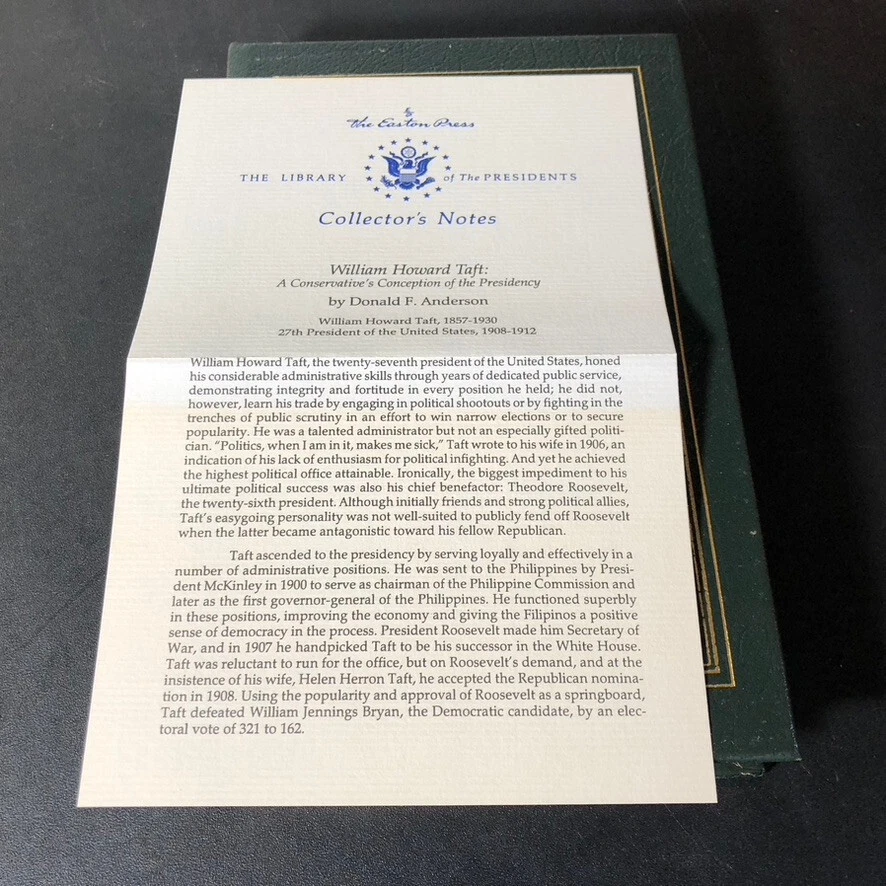 The Easton Press
THE LIBRARY of The PRESIDENTS
Collector's Notes
William Howard Taft:
A Conservative's Conception of the Presidency
by Donald F. Anderson
William Howard Taft, 1857-1930
27th President of the United States, 1908-1912
William Howard Taft, the twenty-seventh president of the United States, honed
his considerable administrative skills through years of dedicated public service,
demonstrating integrity and fortitude in every position he held; he did not,
however, learn his trade by engaging in political shootouts or by fighting in the
trenches of public scrutiny in an effort to win narrow elections or to secure
popularity. He was a talented administrator but not an especially gifted politi-
cian. "Politics, when I am in it, makes me sick," Taft wrote to his wife in 1906, an
indication of his lack of enthusiasm for political infighting. And yet he achieved
the highest political office attainable. Ironically, the biggest impediment to his
ultimate political success was also his chief benefactor: Theodore Roosevelt,
the twenty-sixth president. Although initially friends and strong political allies,
Taft's easygoing personality was not well-suited to publicly fend off Roosevelt
when the latter became antagonistic toward his fellow Republican.
Taft ascended to the presidency by serving loyally and effectively in a
number of administrative positions. He was sent to the Philippines by Presi-
dent McKinley in 1900 to serve as chairman of the Philippine Commission and
later as the first governor-general of the Philippines. He functioned superbly
in these positions, improving the economy and giving the Filipinos a positive
sense of democracy in the process. President Roosevelt made him Secretary of
War, and in 1907 he handpicked Taft to be his successor in the White House.
Taft was reluctant to run for the office, but on Roosevelt's demand, and at the
insistence of his wife, Helen Herron Taft, he accepted the Republican nomina-
tion in 1908. Using the popularity and approval of Roosevelt as a springboard,
Taft defeated William Jennings Bryan, the Democratic candidate, by an elec-
toral vote of 321 to 162.